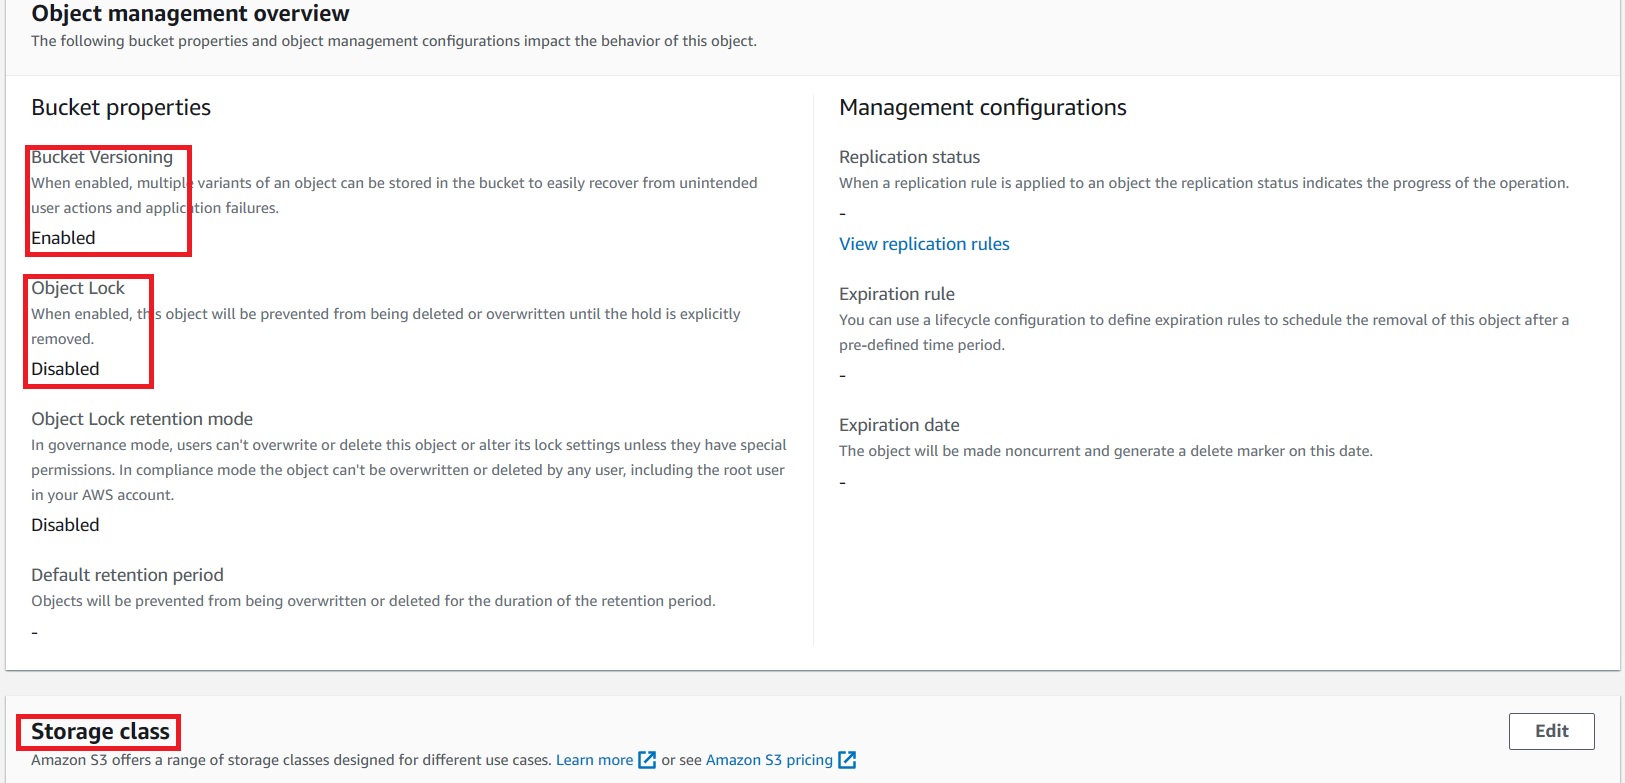 Object management overview
The following bucket properties and object management configurations impact the behavior of this object.
Bucket properties
Bucket Versioning
When enabled, multiple variants of an object can be stored in the bucket to easily recover from unintended
user actions and application failures.
Enabled
Object Lock
When enabled, this object will be prevented from being deleted or overwritten until the hold is explicitly
removed.
Disabled
Object Lock retention mode
In governance mode, users can't overwrite or delete this object or alter its lock settings unless they have special
permissions. In compliance mode the object can't be overwritten or deleted by any user, including the root user
in your AWS account.
Disabled
Default retention period
Objects will be prevented from being overwritten or deleted for the duration of the retention period.
-
Management configurations
Replication status
When a replication rule is applied to an object the replication status indicates the progress of the operation.
-
View replication rules
Expiration rule
You can use a lifecycle configuration to define expiration rules to schedule the removal of this object after a
pre-defined time period.
-
Expiration date
The object will be made noncurrent and generate a delete marker on this date.
-
Storage class
Edit
Amazon S3 offers a range of storage classes designed for different use cases. Learn more or see Amazon S3 pricing